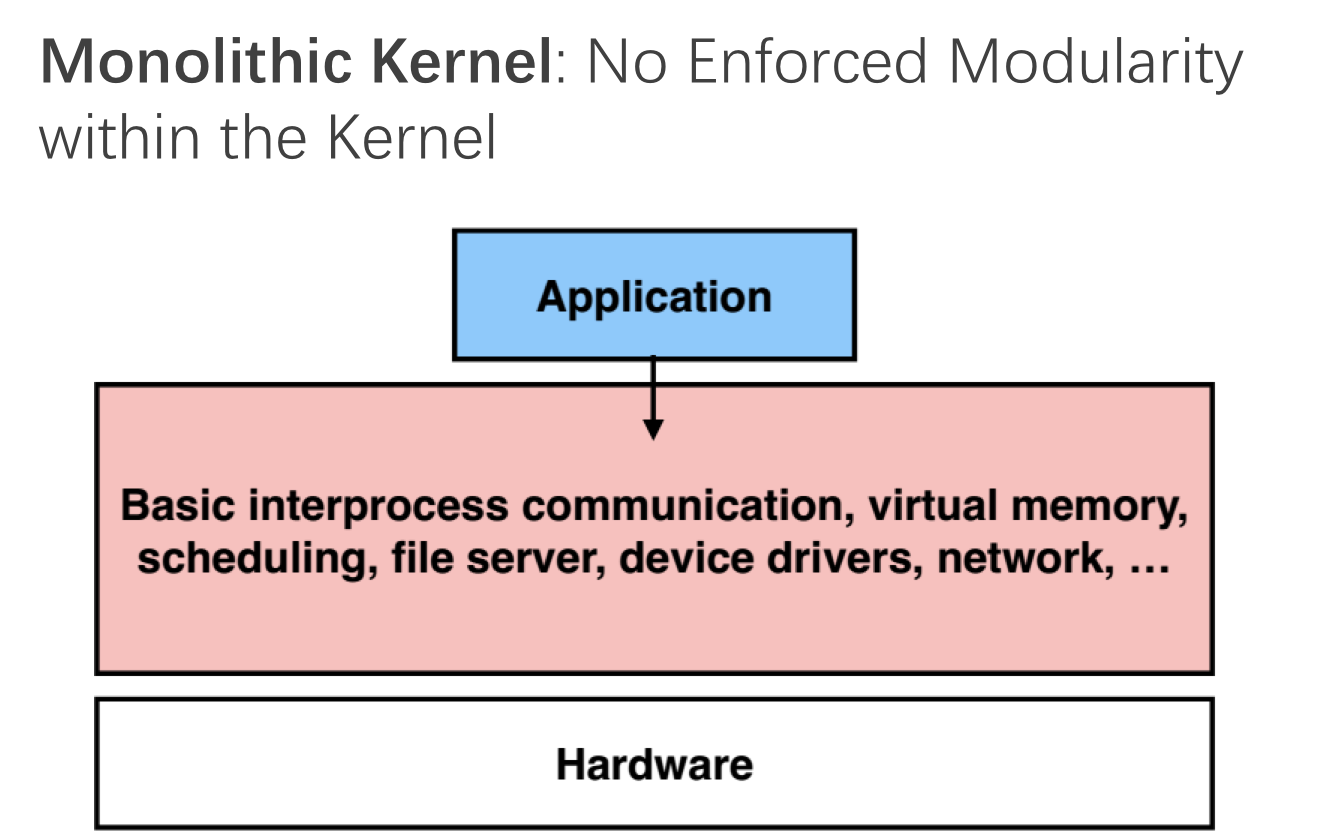 Monolithic Kernel: No Enforced Modularity
within the Kernel
Application
Basic interprocess communication, virtual memory,
scheduling, file server, device drivers, network, …
Hardware